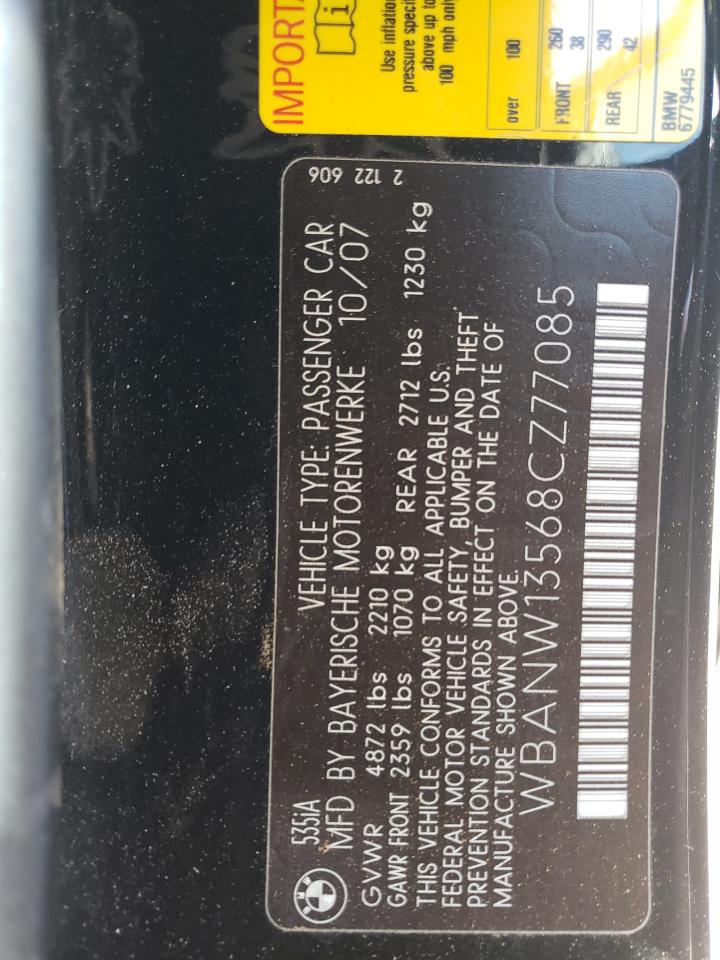 IMPORTA
Use inflation
pressure specifi
above up to
100 mph only
over 100
FRONT 260
38
REAR 290
42
BMW
6779445
2 122 606
535iA VEHICLE TYPE: PASSENGER CAR
MFD BY BAYERISCHE MOTORENWERKE 10/07
GVWR 4872 lbs 2210 kg
GAWR FRONT 2359 lbs 1070 kg REAR 2712 lbs 1230 kg
THIS VEHICLE CONFORMS TO ALL APPLICABLE U.S.
FEDERAL MOTOR VEHICLE SAFETY, BUMPER AND THEFT
PREVENTION STANDARDS IN EFFECT ON THE DATE OF
MANUFACTURE SHOWN ABOVE.
WBANW13568CZ77085